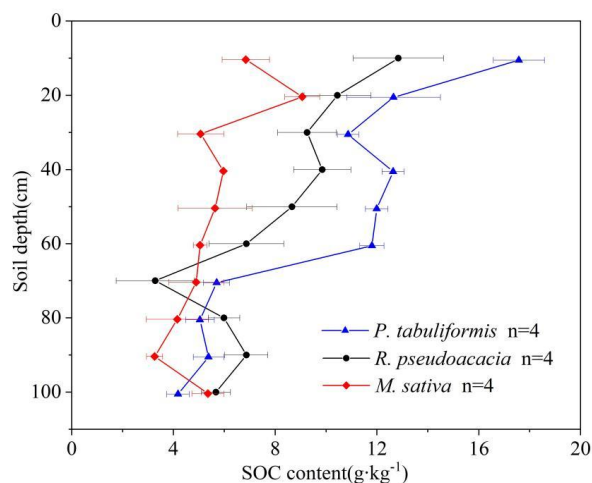 0
20
40
60
80
100
Soil depth(cm)
P. tabuliformis n=4
R. pseudoacacia n=4
M. sativa n=4
0 4 8 12 16 20
SOC content(g·kg⁻¹)